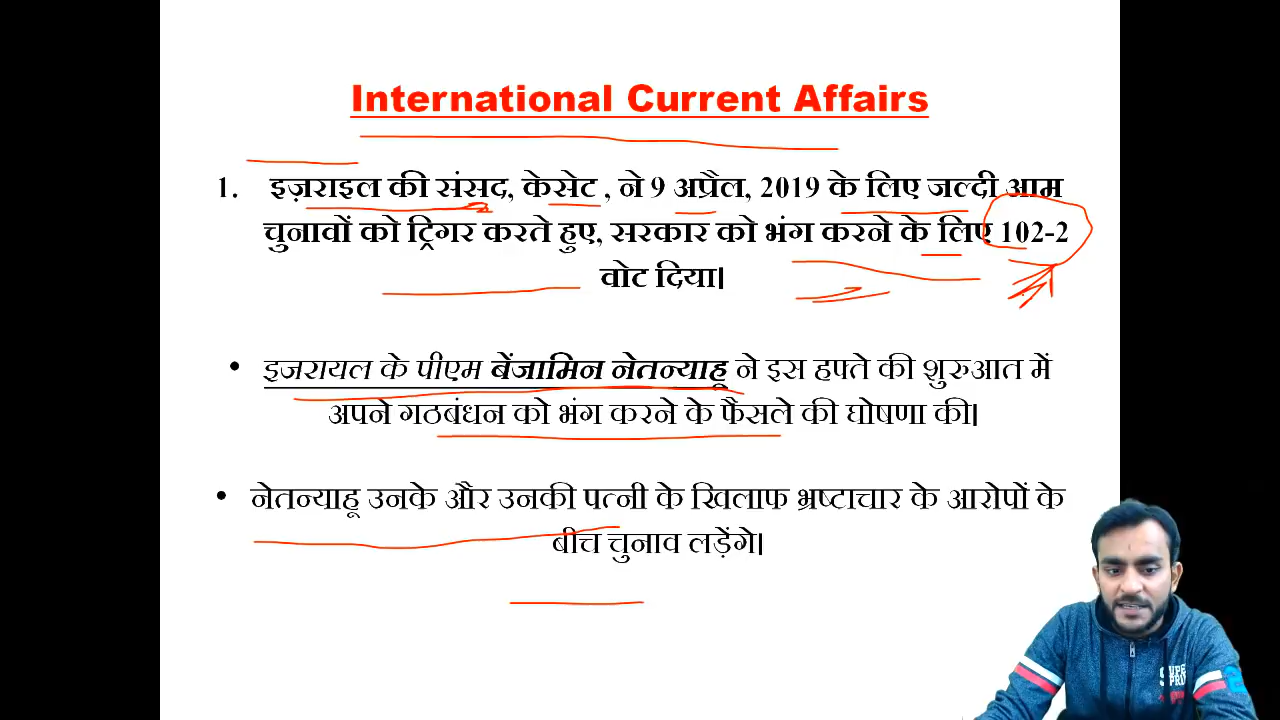 International Current Affairs
1. इज़राइल की संसद, केसेट , ने 9 अप्रैल, 2019 के लिए जल्दी आम
चुनावों को ट्रिगर करते हुए, सरकार को भंग करने के लिए 102-2
वोट दिया।
• इजरायल के पीएम बेंजामिन नेतन्याहू ने इस हफ्ते की शुरुआत में
अपने गठबंधन को भंग करने के फैसले की घोषणा की।
• नेतन्याहू उनके और उनकी पत्नी के खिलाफ भ्रष्टाचार के आरोपों के
बीच चुनाव लड़ेंगे।